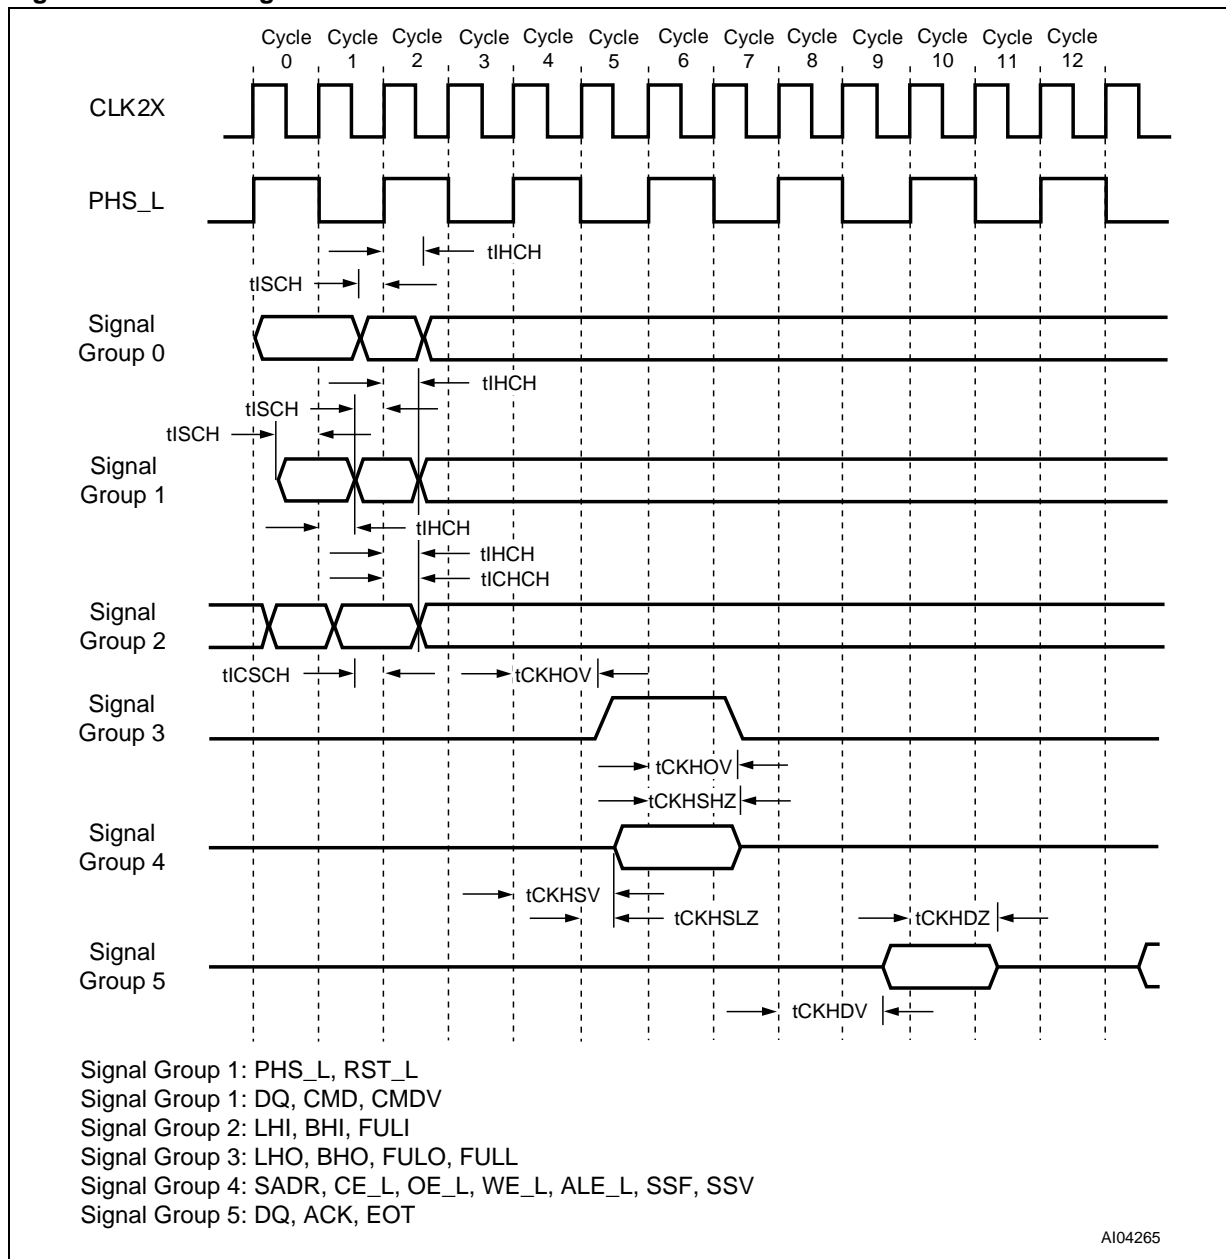 Cycle Cycle Cycle Cycle Cycle Cycle Cycle Cycle Cycle Cycle Cycle Cycle Cycle
0 1 2 3 4 5 6 7 8 9 10 11 12
CLK2X
PHS_L
tIHCH
tISCH
Signal
Group 0
tIHCH
tISCH
tISCH
Signal
Group 1
tIHCH
tIHCH
tICHCH
Signal
Group 2
tICSCH tCKHOV
Signal
Group 3
tCKHOV
tCKHSHZ
Signal
Group 4
tCKHSV
tCKHSLZ tCKHDZ
Signal
Group 5
tCKHDV
Signal Group 1: PHS_L, RST_L
Signal Group 1: DQ, CMD, CMDV
Signal Group 2: LHI, BHI, FULI
Signal Group 3: LHO, BHO, FULO, FULL
Signal Group 4: SADR, CE_L, OE_L, WE_L, ALE_L, SSF, SSV
Signal Group 5: DQ, ACK, EOT
AI04265